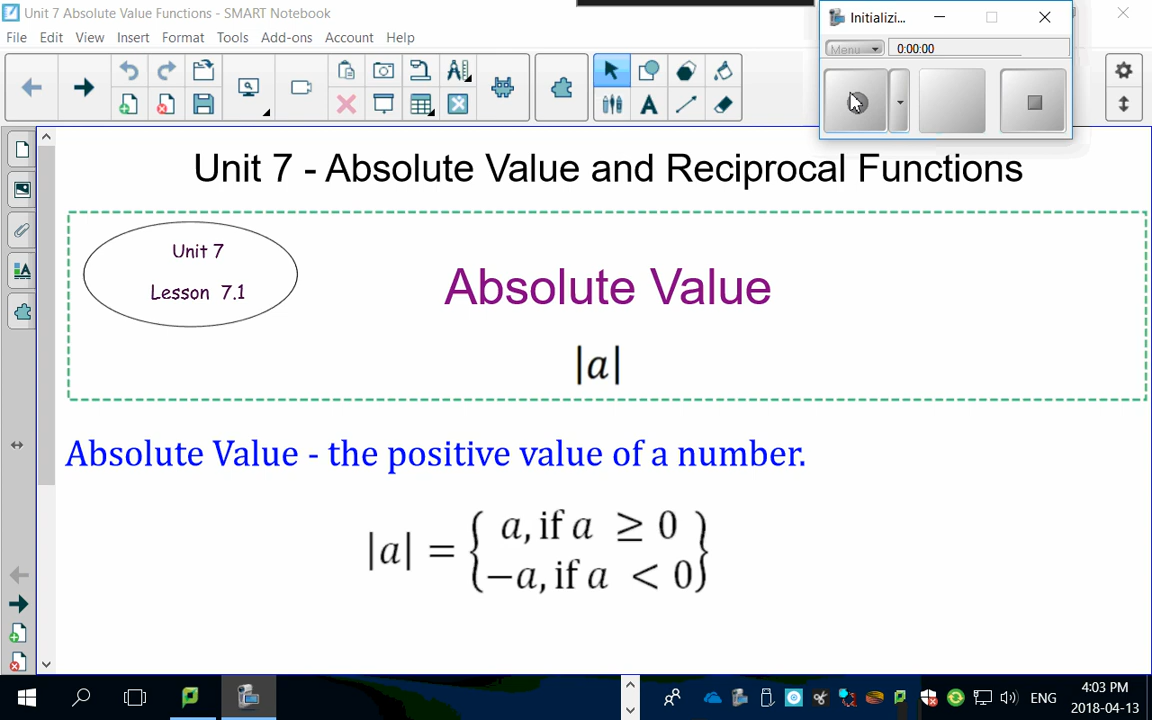 Unit 7 Absolute Value Functions - SMART Notebook
Initializi...
File Edit View Insert Format Tools Add-ons Account Help
Menu
0:00:00
Unit 7 - Absolute Value and Reciprocal Functions
Unit 7
Lesson 7.1
Absolute Value
|a|
Absolute Value - the positive value of a number.
|a| = { a, if a ≥ 0
−a, if a < 0 }
ENG
4:03 PM
2018-04-13